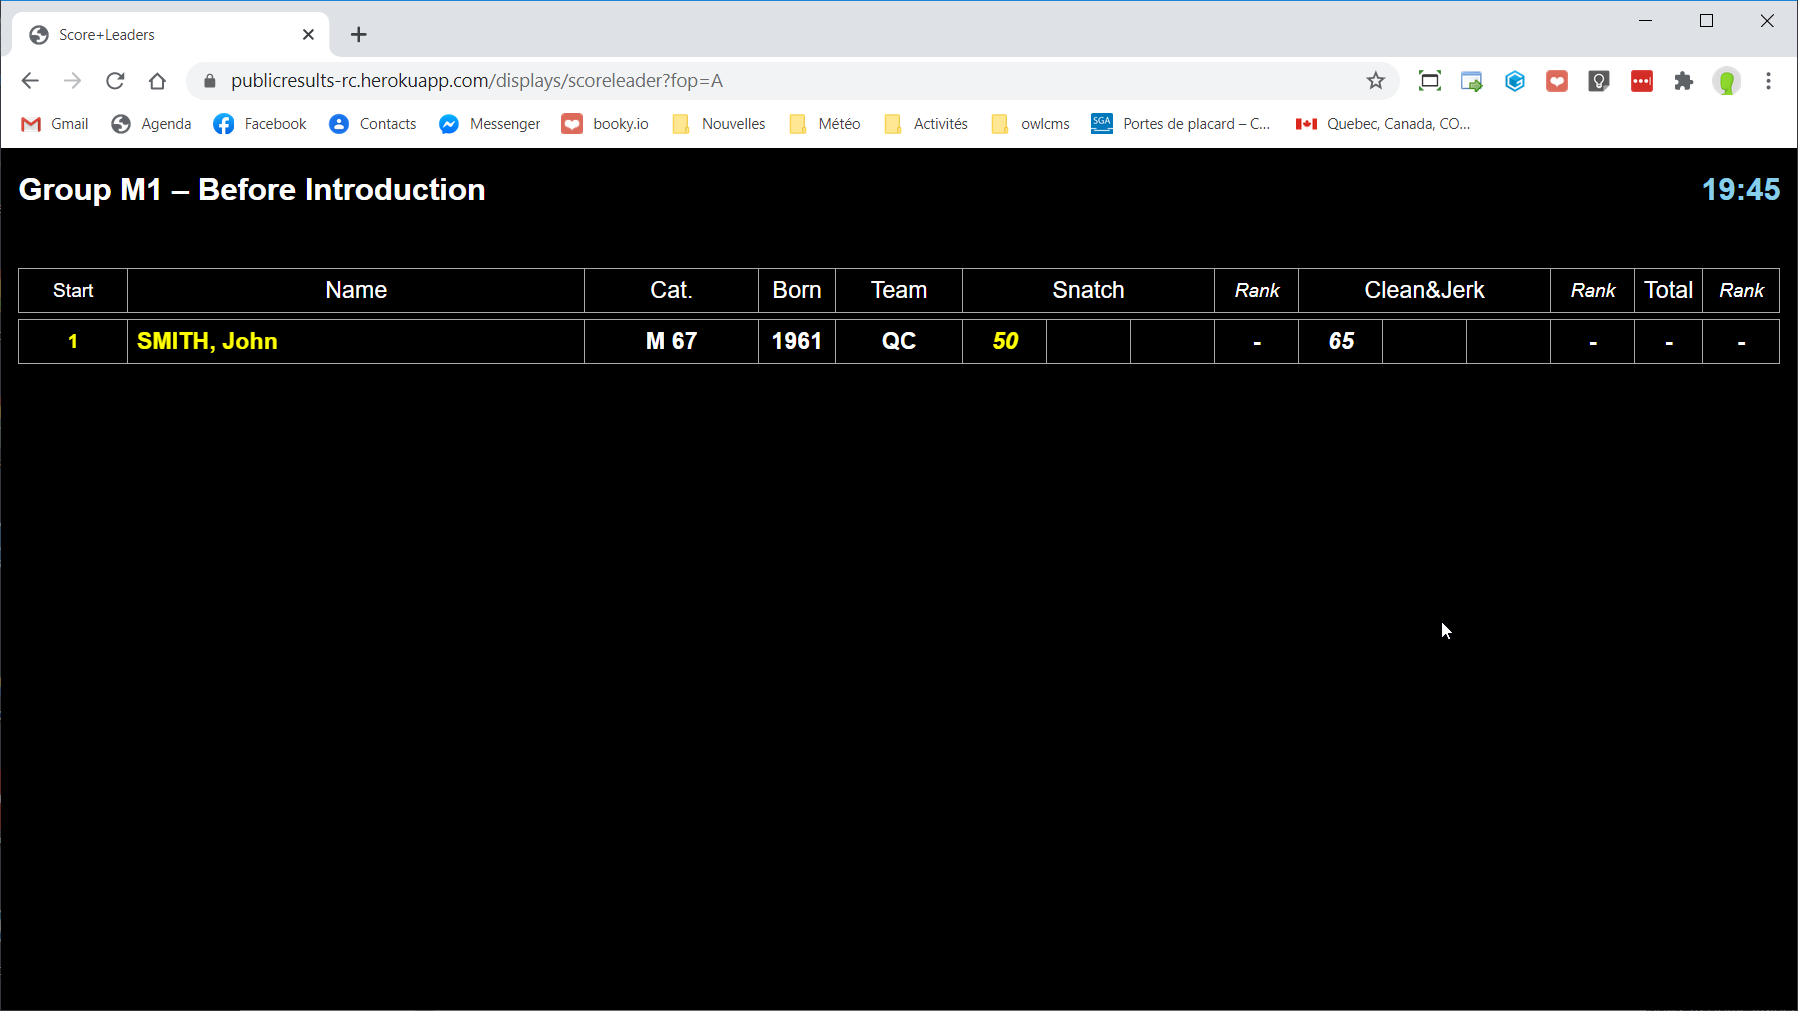 Score+Leaders
publicresults-rc.herokuapp.com/displays/scoreleader?fop=A
Gmail Agenda Facebook Contacts Messenger booky.io Nouvelles Météo Activités owlcms SGA Portes de placard – C... Quebec, Canada, CO...
Group M1 – Before Introduction 19:45
Start Name Cat. Born Team Snatch Rank Clean&Jerk Rank Total Rank
1 SMITH, John M 67 1961 QC 50 - 65 - - -